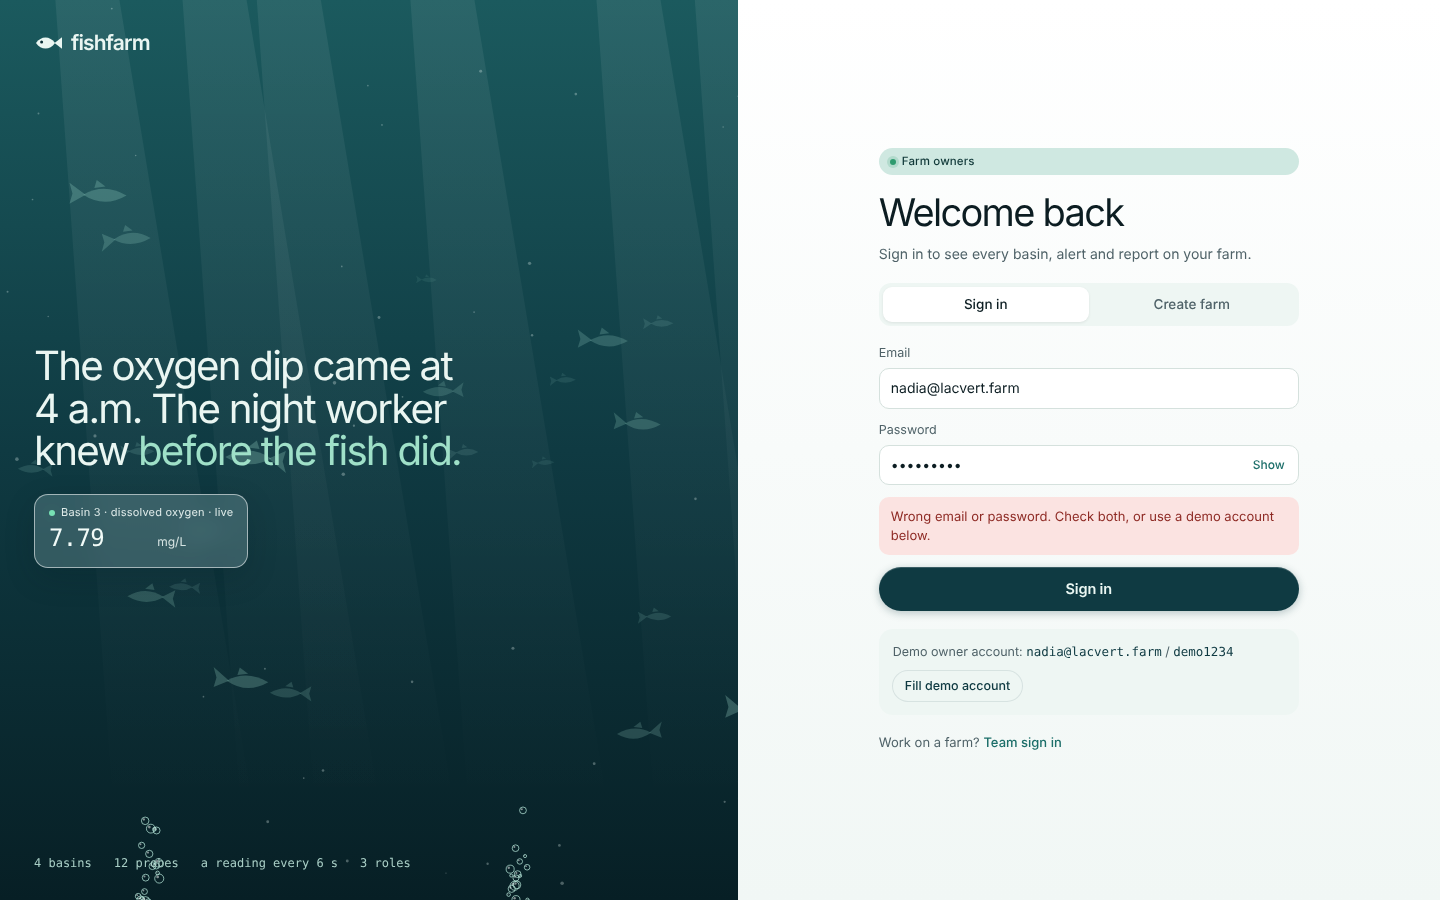 fishfarm
The oxygen dip came at
4 a.m. The night worker
knew before the fish did.
Basin 3 · dissolved oxygen · live
7.79 mg/L
4 basins 12 probes a reading every 6 s 3 roles
Farm owners
Welcome back
Sign in to see every basin, alert and report on your farm.
Sign in Create farm
Email
nadia@lacvert.farm
Password
••••••••• Show
Wrong email or password. Check both, or use a demo account
below.
Sign in
Demo owner account: nadia@lacvert.farm / demo1234
Fill demo account
Work on a farm? Team sign in